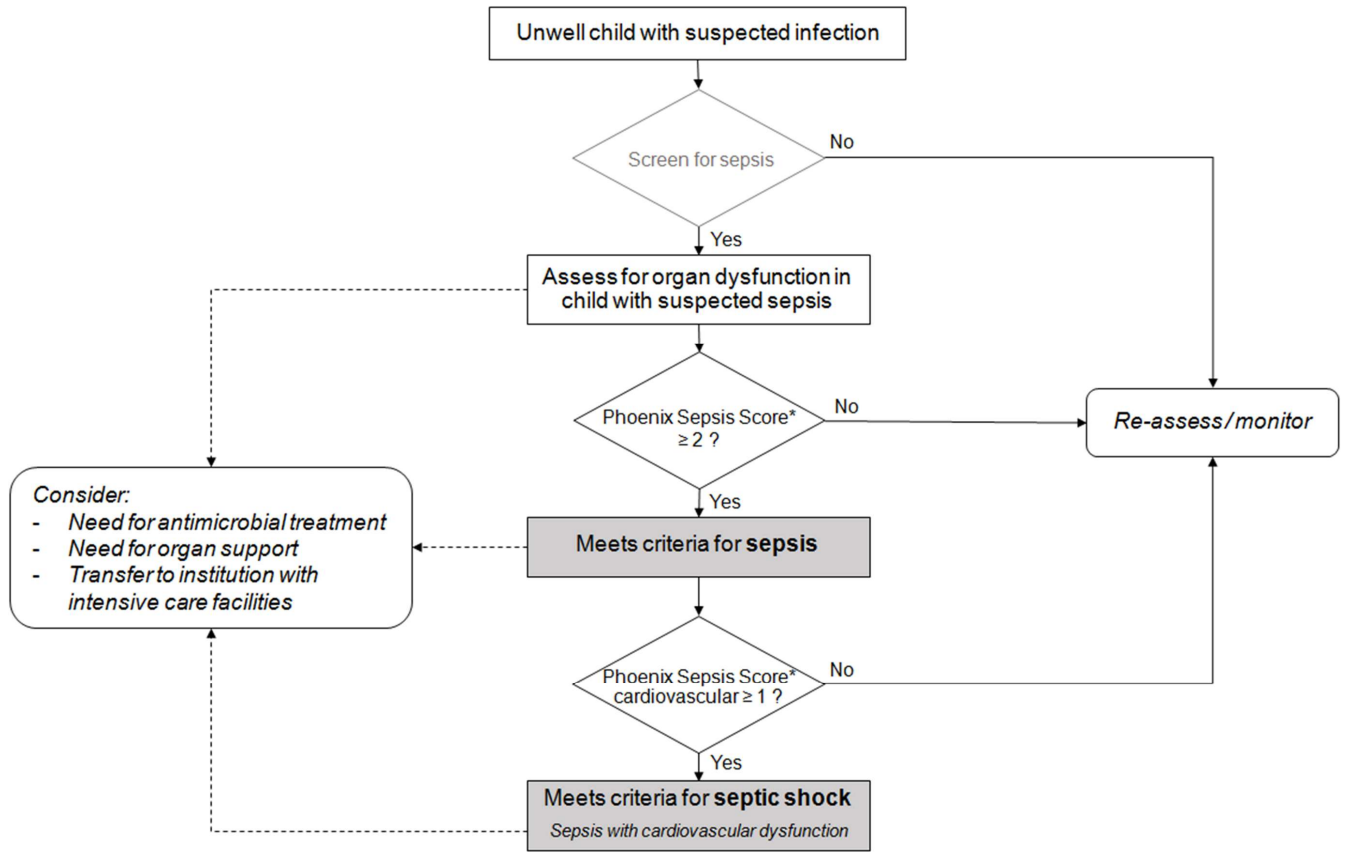 Unwell child with suspected infection
Screen for sepsis
No
Yes
Assess for organ dysfunction in
child with suspected sepsis
Phoenix Sepsis Score*
≥ 2 ?
No
Re-assess / monitor
Yes
Consider:
- Need for antimicrobial treatment
- Need for organ support
- Transfer to institution with
intensive care facilities
Meets criteria for sepsis
Phoenix Sepsis Score*
cardiovascular ≥ 1 ?
No
Yes
Meets criteria for septic shock
Sepsis with cardiovascular dysfunction